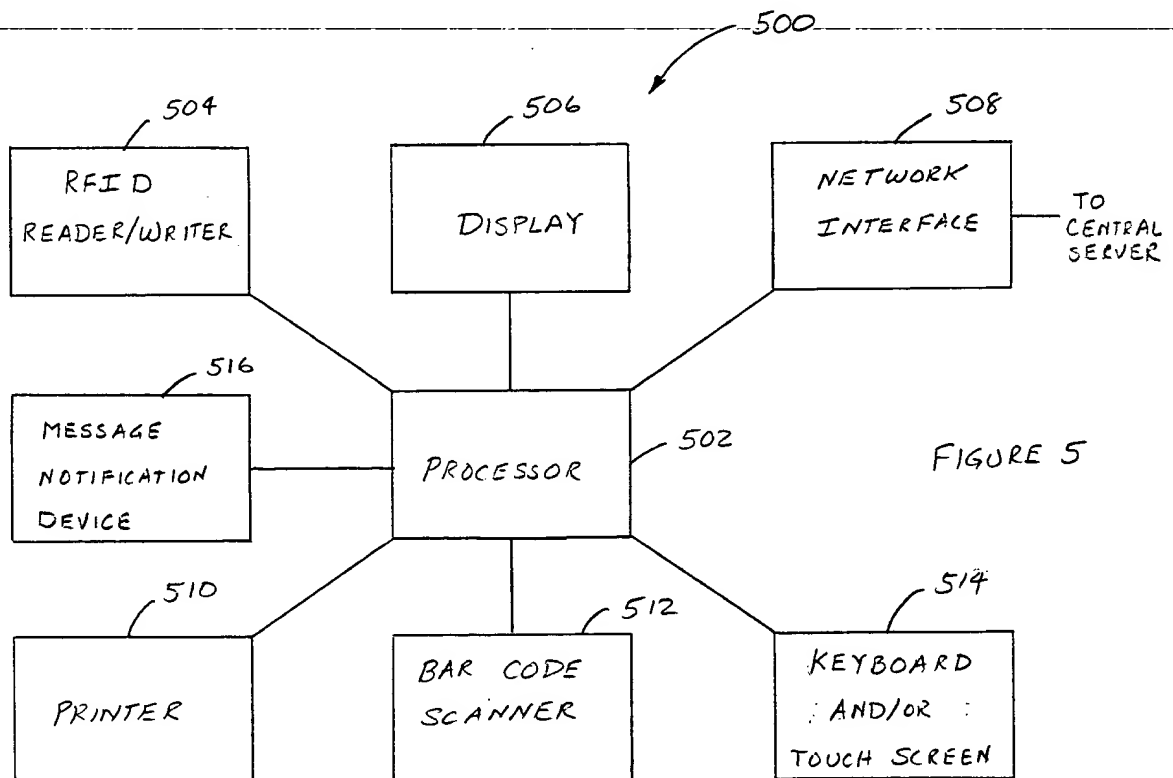 500
504
506
508
RFID
READER/WRITER
DISPLAY
NETWORK
INTERFACE
TO
CENTRAL
SERVER
516
MESSAGE
NOTIFICATION
DEVICE
PROCESSOR
502
FIGURE 5
510
512
514
PRINTER
BAR CODE
SCANNER
KEYBOARD
AND/OR
TOUCH SCREEN